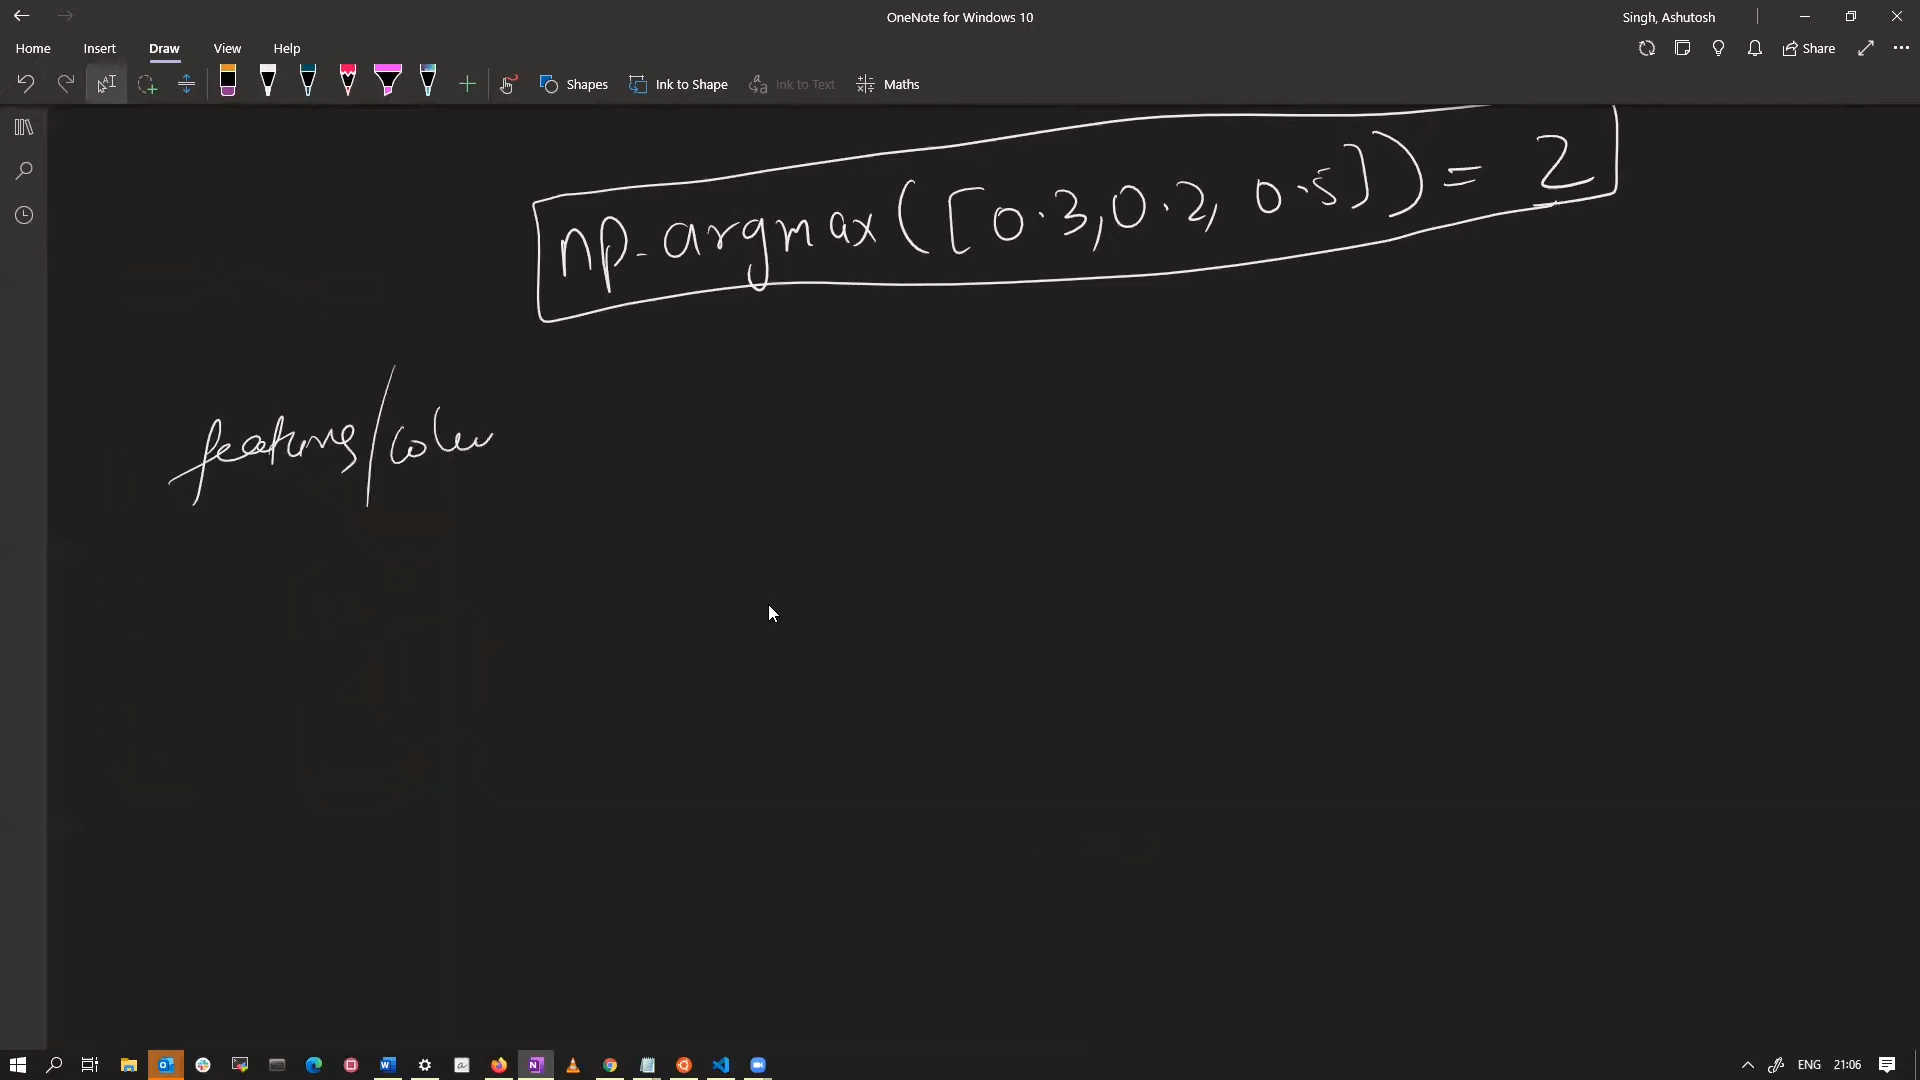 OneNote for Windows 10
Singh, Ashutosh
Home Insert Draw View Help
Share
Shapes Ink to Shape Ink to Text Maths
np.argmax([0.3,0.2, 0.5]) = 2
features/
ENG 21:06